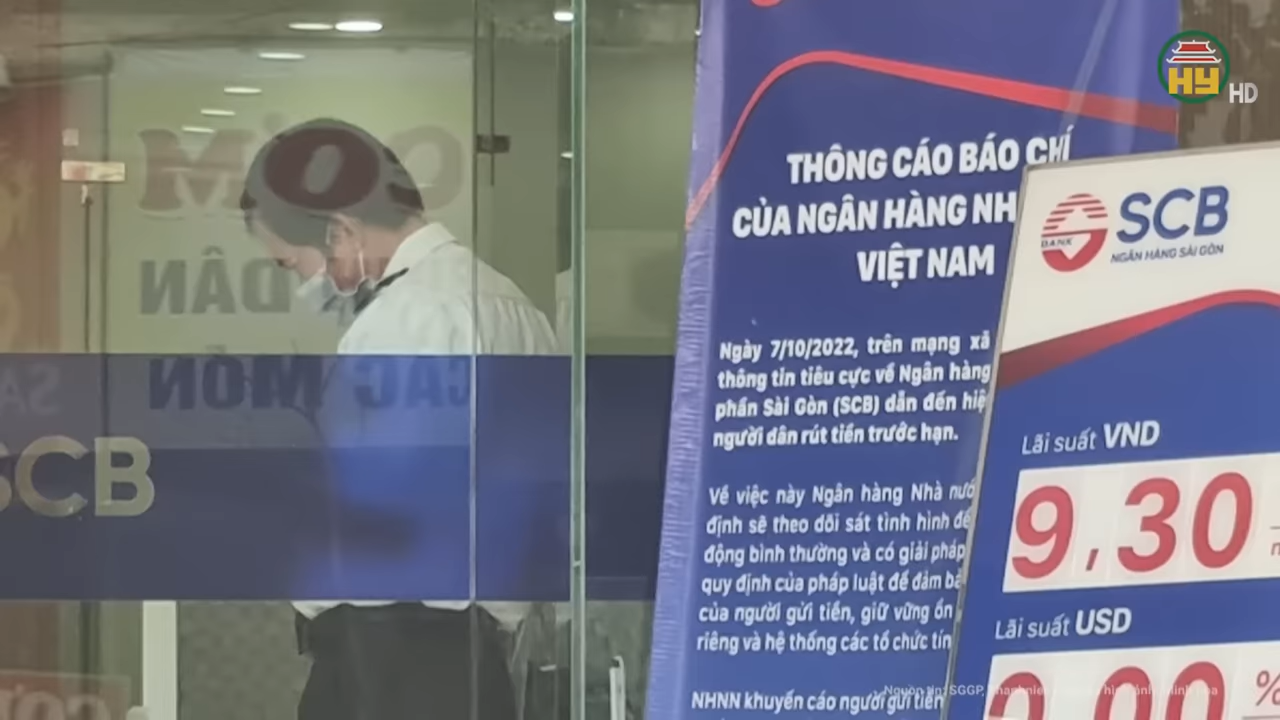 HY
HD
THÔNG CÁO BÁO CHÍ
CỦA NGÂN HÀNG NH
VIỆT NAM
Ngày 7/10/2022, trên mạng xã
thông tin tiêu cực về Ngân hàng
phần Sài Gòn (SCB) dẫn đến hiệ
người dân rút tiền trước hạn.
Về việc này Ngân hàng Nhà nướ
định sẽ theo dõi sát tình hình để
động bình thường và có giải pháp
quy định của pháp luật để đảm bả
của người gửi tiền, giữ vững ổn
riêng và hệ thống các tổ chức tín
NHNN khuyến cáo người gửi tiền
BANK
SCB
NGÂN HÀNG SÀI GÒN
Lãi suất VND
9,30
Lãi suất USD
0,00 %
CƠM
DÂN
CÁC MÓN
SCB
Nguồn tin: SGGP,